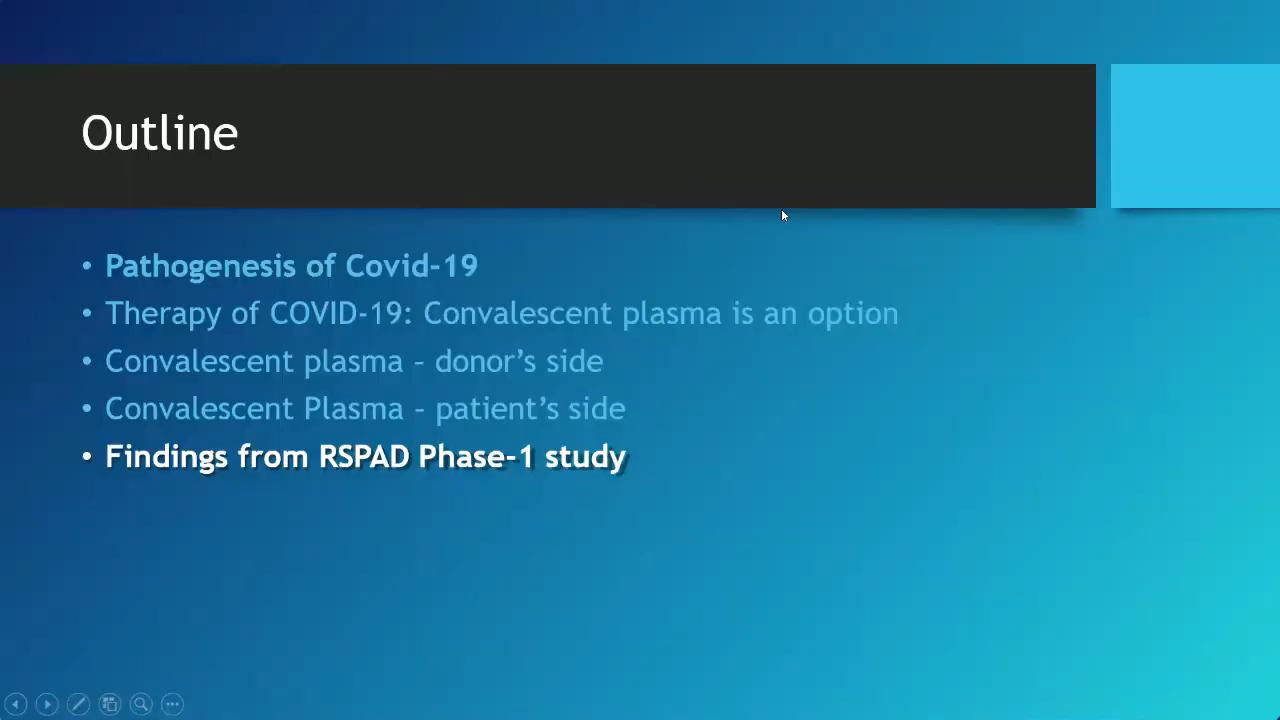 Outline
• Pathogenesis of Covid-19
• Therapy of COVID-19: Convalescent plasma is an option
• Convalescent plasma – donor’s side
• Convalescent Plasma – patient’s side
• Findings from RSPAD Phase-1 study